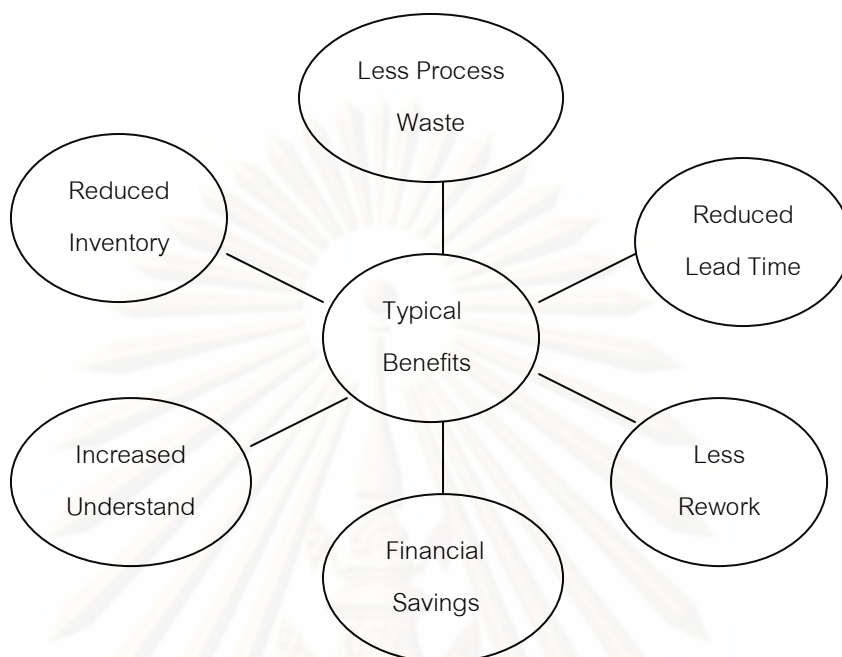 Less Process
Waste
Reduced
Inventory
Reduced
Lead Time
Typical
Benefits
Increased
Understand
Less
Rework
Financial
Savings